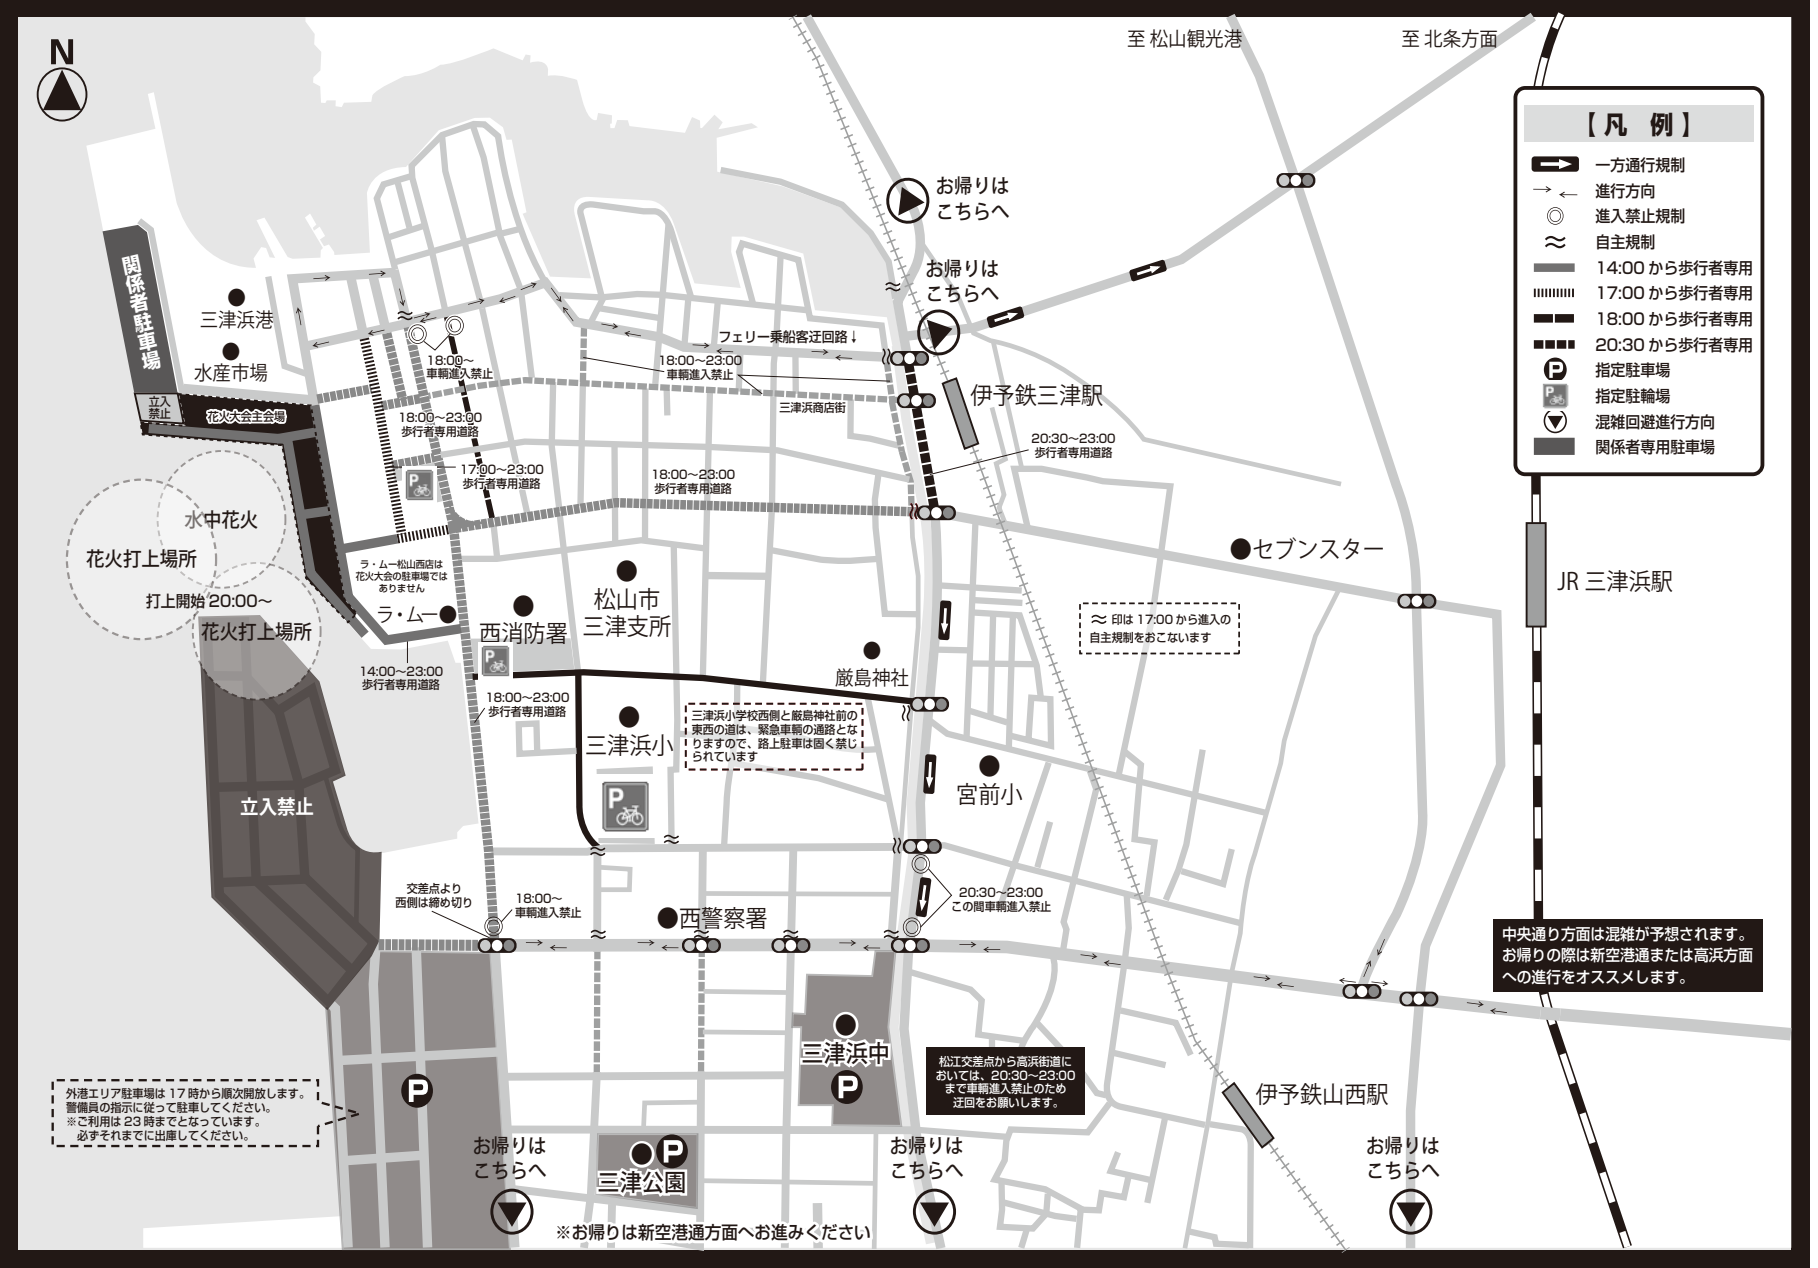 N
至 松山観光港
至 北条方面
【 凡 例 】
一方通行規制
進行方向
進入禁止規制
自主規制
14:00 から歩行者専用
17:00 から歩行者専用
18:00 から歩行者専用
20:30 から歩行者専用
P
指定駐車場
P
指定駐輪場
混雑回避進行方向
関係者専用駐車場
お帰りは
こちらへ
お帰りは
こちらへ
関係者駐車場
三津浜港
水産市場
立入
禁止
花火大会主会場
18:00〜
車輌進入禁止
フェリー乗船客迂回路↓
18:00〜23:00
車輌進入禁止
三津浜商店街
伊予鉄三津駅
18:00〜23:00
歩行者専用道路
20:30〜23:00
歩行者専用道路
17:00〜23:00
歩行者専用道路
P
18:00〜23:00
歩行者専用道路
水中花火
花火打上場所
打上開始 20:00〜
花火打上場所
ラ・ムー松山西店は
花火大会の駐車場では
ありません
ラ・ムー
セブンスター
JR 三津浜駅
松山市
三津支所
西消防署
P
≈ 印は 17:00 から進入の
自主規制をおこないます
厳島神社
14:00〜23:00
歩行者専用道路
18:00〜23:00
歩行者専用道路
三津浜小
三津浜小学校西側と厳島神社前の
東西の道は、緊急車輌の通路とな
りますので、路上駐車は固く禁じ
られています
P
宮前小
立入禁止
交差点より
西側は締め切り
18:00〜
車輌進入禁止
西警察署
20:30〜23:00
この間車輌進入禁止
中央通り方面は混雑が予想されます。
お帰りの際は新空港通または高浜方面
への進行をオススメします。
三津浜中
P
松江交差点から高浜街道に
おいては、20:30〜23:00
まで車輌進入禁止のため
迂回をお願いします。
伊予鉄山西駅
P
外港エリア駐車場は 17 時から順次開放します。
警備員の指示に従って駐車してください。
※ご利用は 23 時までとなっています。
必ずそれまでに出庫してください。
お帰りは
こちらへ
P
三津公園
お帰りは
こちらへ
お帰りは
こちらへ
※お帰りは新空港通方面へお進みください